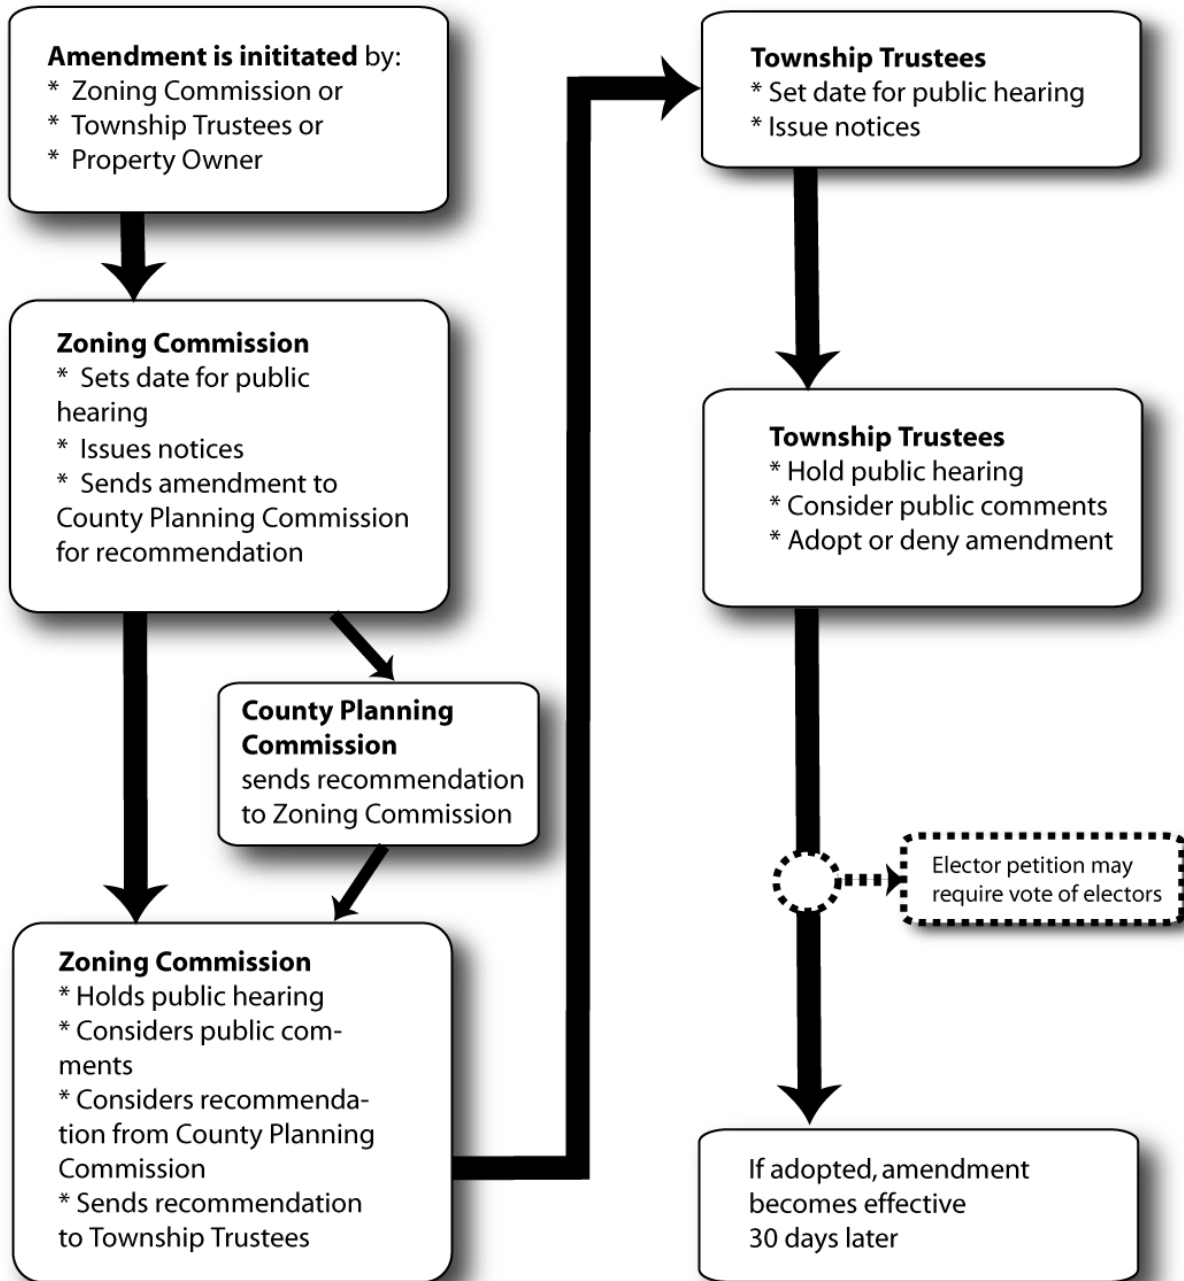 Amendment is inititated by:
* Zoning Commission or
* Township Trustees or
* Property Owner
Zoning Commission
* Sets date for public
hearing
* Issues notices
* Sends amendment to
County Planning Commission
for recommendation
County Planning
Commission
sends recommendation
to Zoning Commission
Zoning Commission
* Holds public hearing
* Considers public com-
ments
* Considers recommenda-
tion from County Planning
Commission
* Sends recommendation
to Township Trustees
Township Trustees
* Set date for public hearing
* Issue notices
Township Trustees
* Hold public hearing
* Consider public comments
* Adopt or deny amendment
Elector petition may
require vote of electors
If adopted, amendment
becomes effective
30 days later